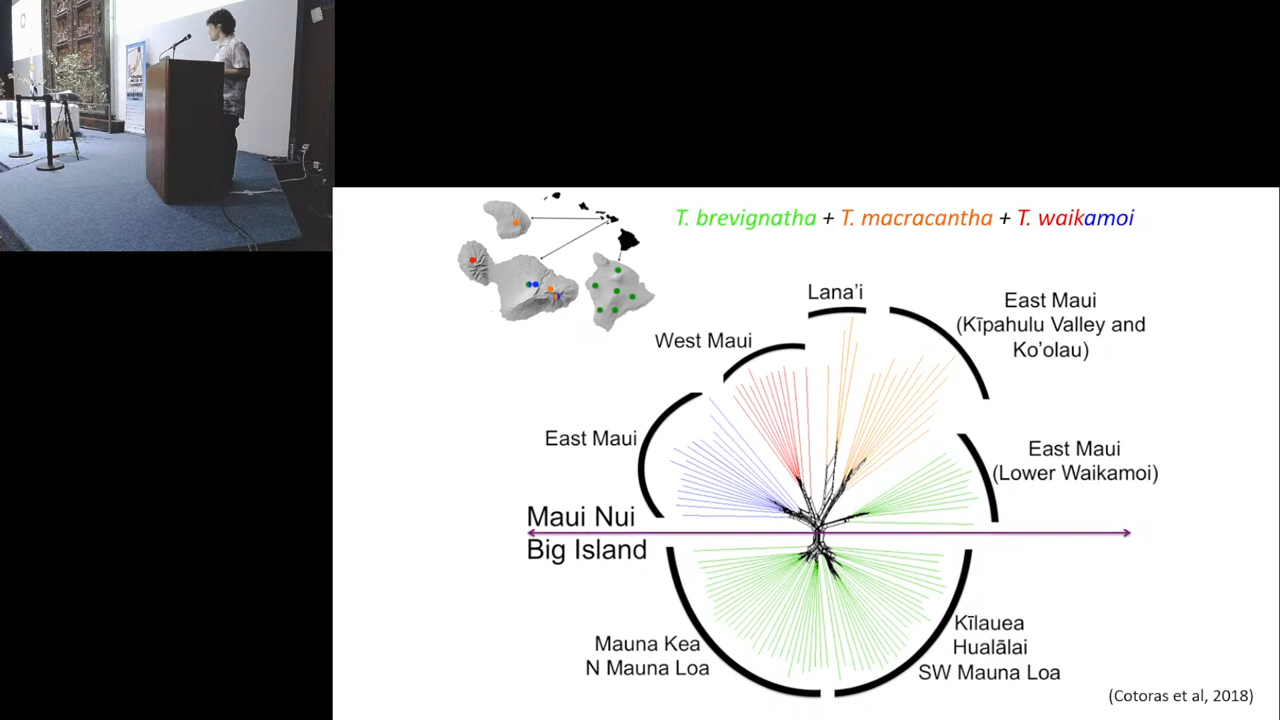 T. brevignatha + T. macracantha + T. waikamoi
Lana’i
East Maui
(Kīpahulu Valley and
Ko’olau)
West Maui
East Maui
East Maui
(Lower Waikamoi)
Maui Nui
Big Island
Mauna Kea
N Mauna Loa
Kīlauea
Hualālai
SW Mauna Loa
(Cotoras et al, 2018)